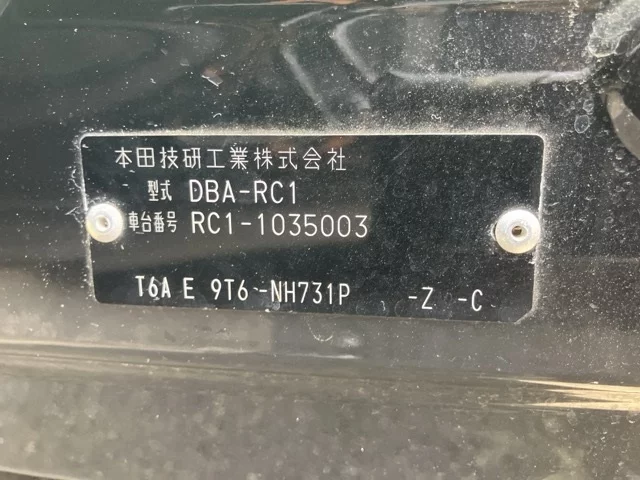 本田技研工業株式会社
型式 DBA-RC1
車台番号 RC1-1035003
T6A E 9T6-NH731P -Z -C